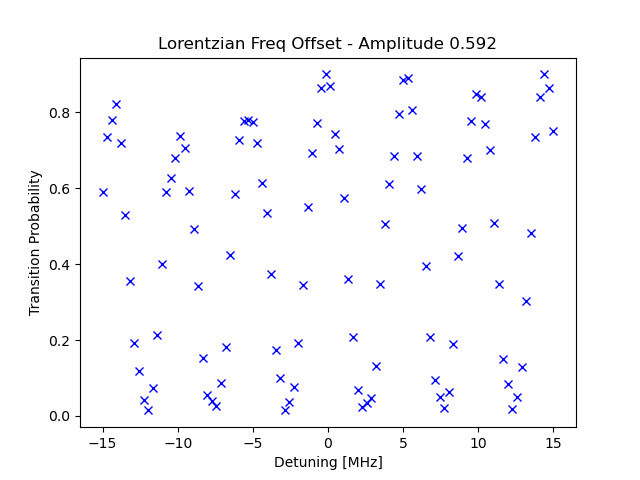 Lorentzian Freq Offset - Amplitude 0.592
Transition Probability
0.8
0.6
0.4
0.2
0.0
−15 −10 −5 0 5 10 15
Detuning [MHz]